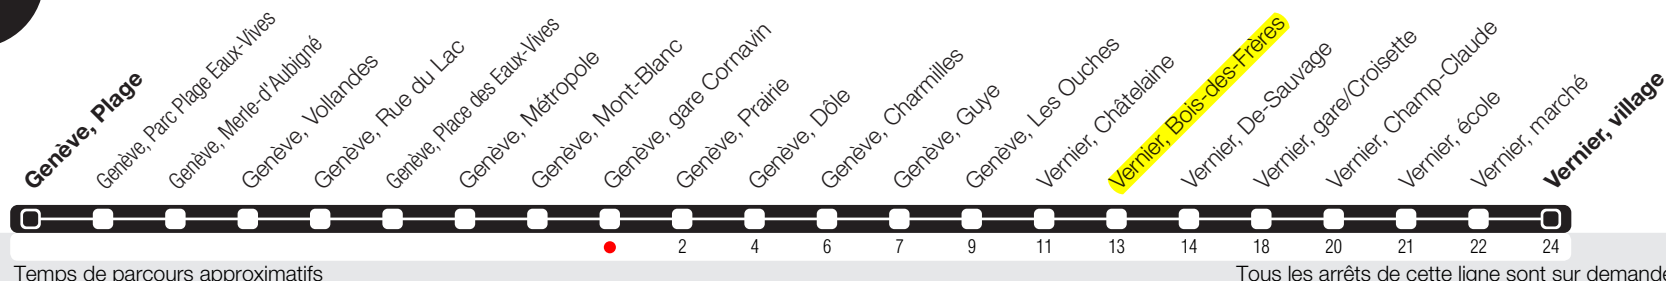 Genève, Plage
Genève, Parc Plage Eaux-Vives
Genève, Merle-d'Aubigné
Genève, Vollandes
Genève, Rue du Lac
Genève, Place des Eaux-Vives
Genève, Métropole
Genève, Mont-Blanc
Genève, gare Cornavin
Genève, Prairie
Genève, Dôle
Genève, Charmilles
Genève, Guye
Genève, Les Ouches
Vernier, Châtelaine
Vernier, Bois-des-Frères
Vernier, De-Sauvage
Vernier, gare/Croisette
Vernier, Champ-Claude
Vernier, école
Vernier, marché
Vernier, village
2 4 6 7 9 11 13 14 18 20 21 22 24
Temps de parcours approximatifs
Tous les arrêts de cette ligne sont sur demande